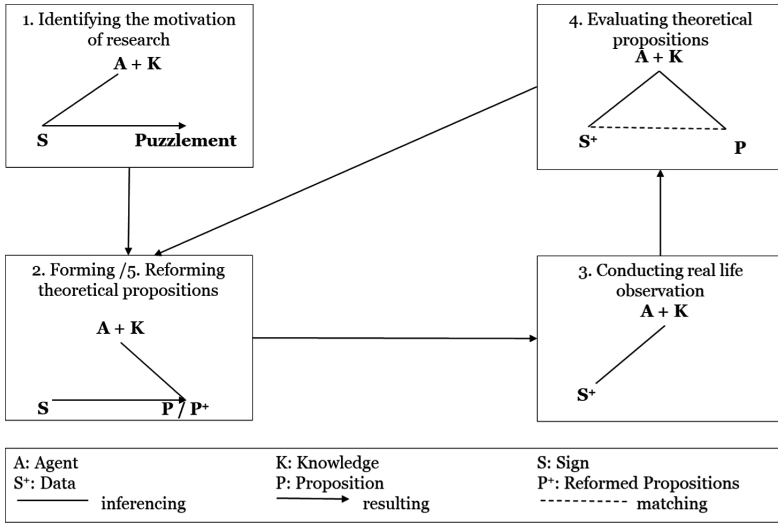 1. Identifying the motivation
of research
A + K
S
Puzzlement
4. Evaluating theoretical
propositions
A + K
S⁺
P
2. Forming /5. Reforming
theoretical propositions
A + K
S
P / P⁺
3. Conducting real life
observation
A + K
S⁺
A: Agent
K: Knowledge
S: Sign
S⁺: Data
P: Proposition
P⁺: Reformed Propositions
inferencing
resulting
matching